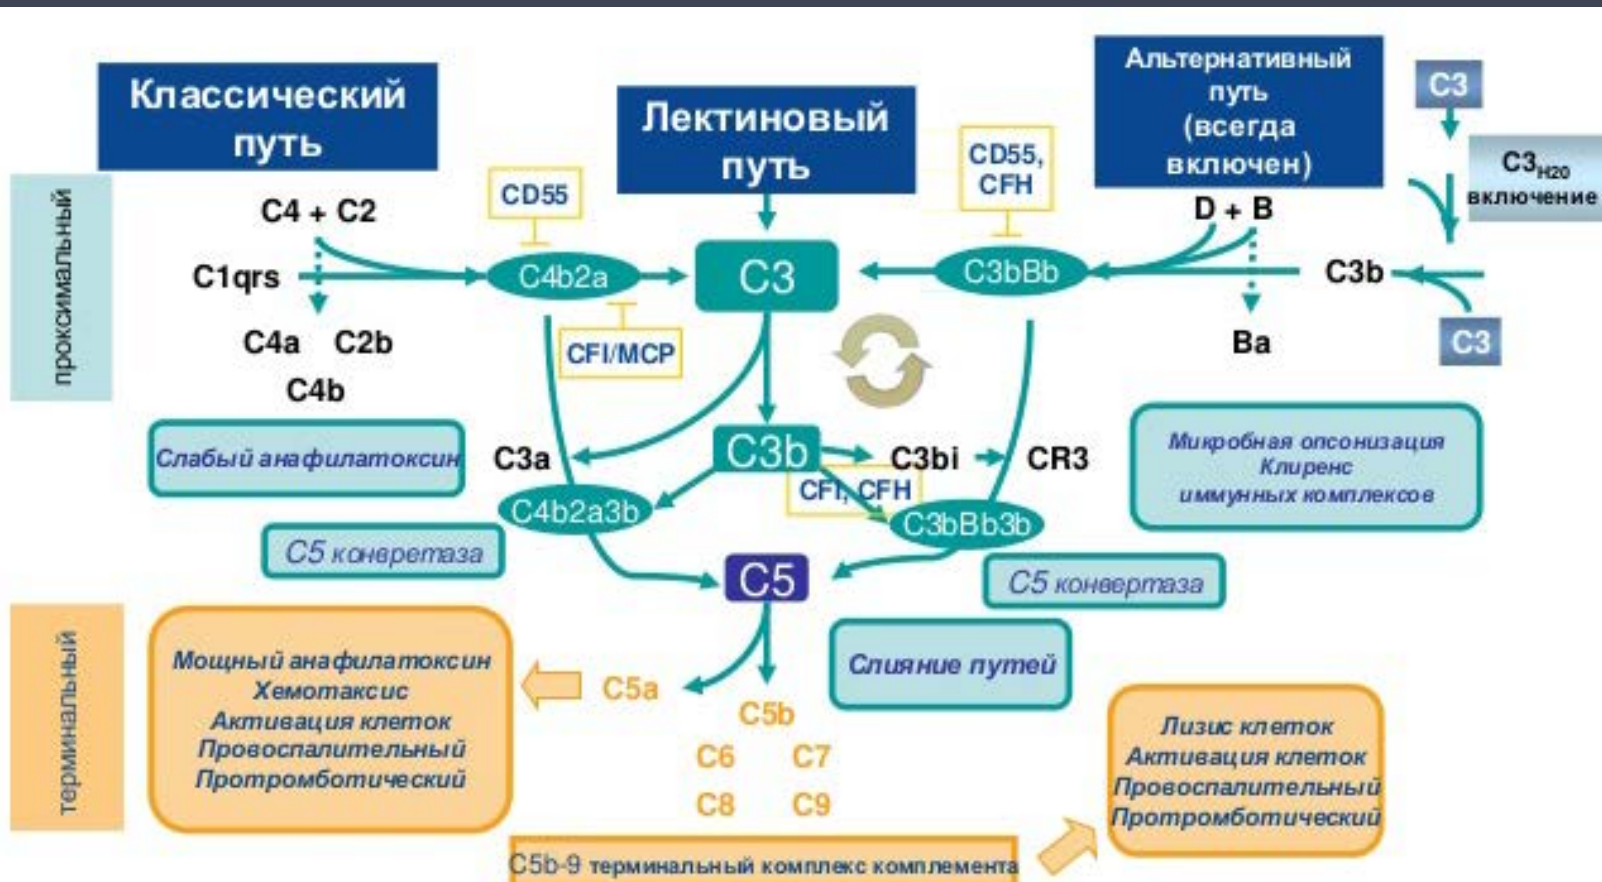 Классический
путь
Лектиновый
путь
Альтернативный
путь
(всегда
включен)
C3
C3H20
включение
CD55
CD55,
CFH
проксимальный
C4 + C2
D + B
C1qrs
C4b2a
C3
C3bBb
C3b
C4a C2b
C4b
CFI/MCP
Ba
C3
Слабый анафилатоксин
C3a
C3b
C3bi
CR3
CFI, CFH
Микробная опсонизация
Клиренс
иммунных комплексов
C4b2a3b
C3bBb3b
C5 конвретаза
C5
C5 конвертаза
терминальный
Мощный анафилатоксин
Хемотаксис
Активация клеток
Провоспалительный
Протромботический
C5a
Слияние путей
C5b
C6 C7
C8 C9
Лизис клеток
Активация клеток
Провоспалительный
Протромботический
C5b-9 терминальный комплекс комплемента